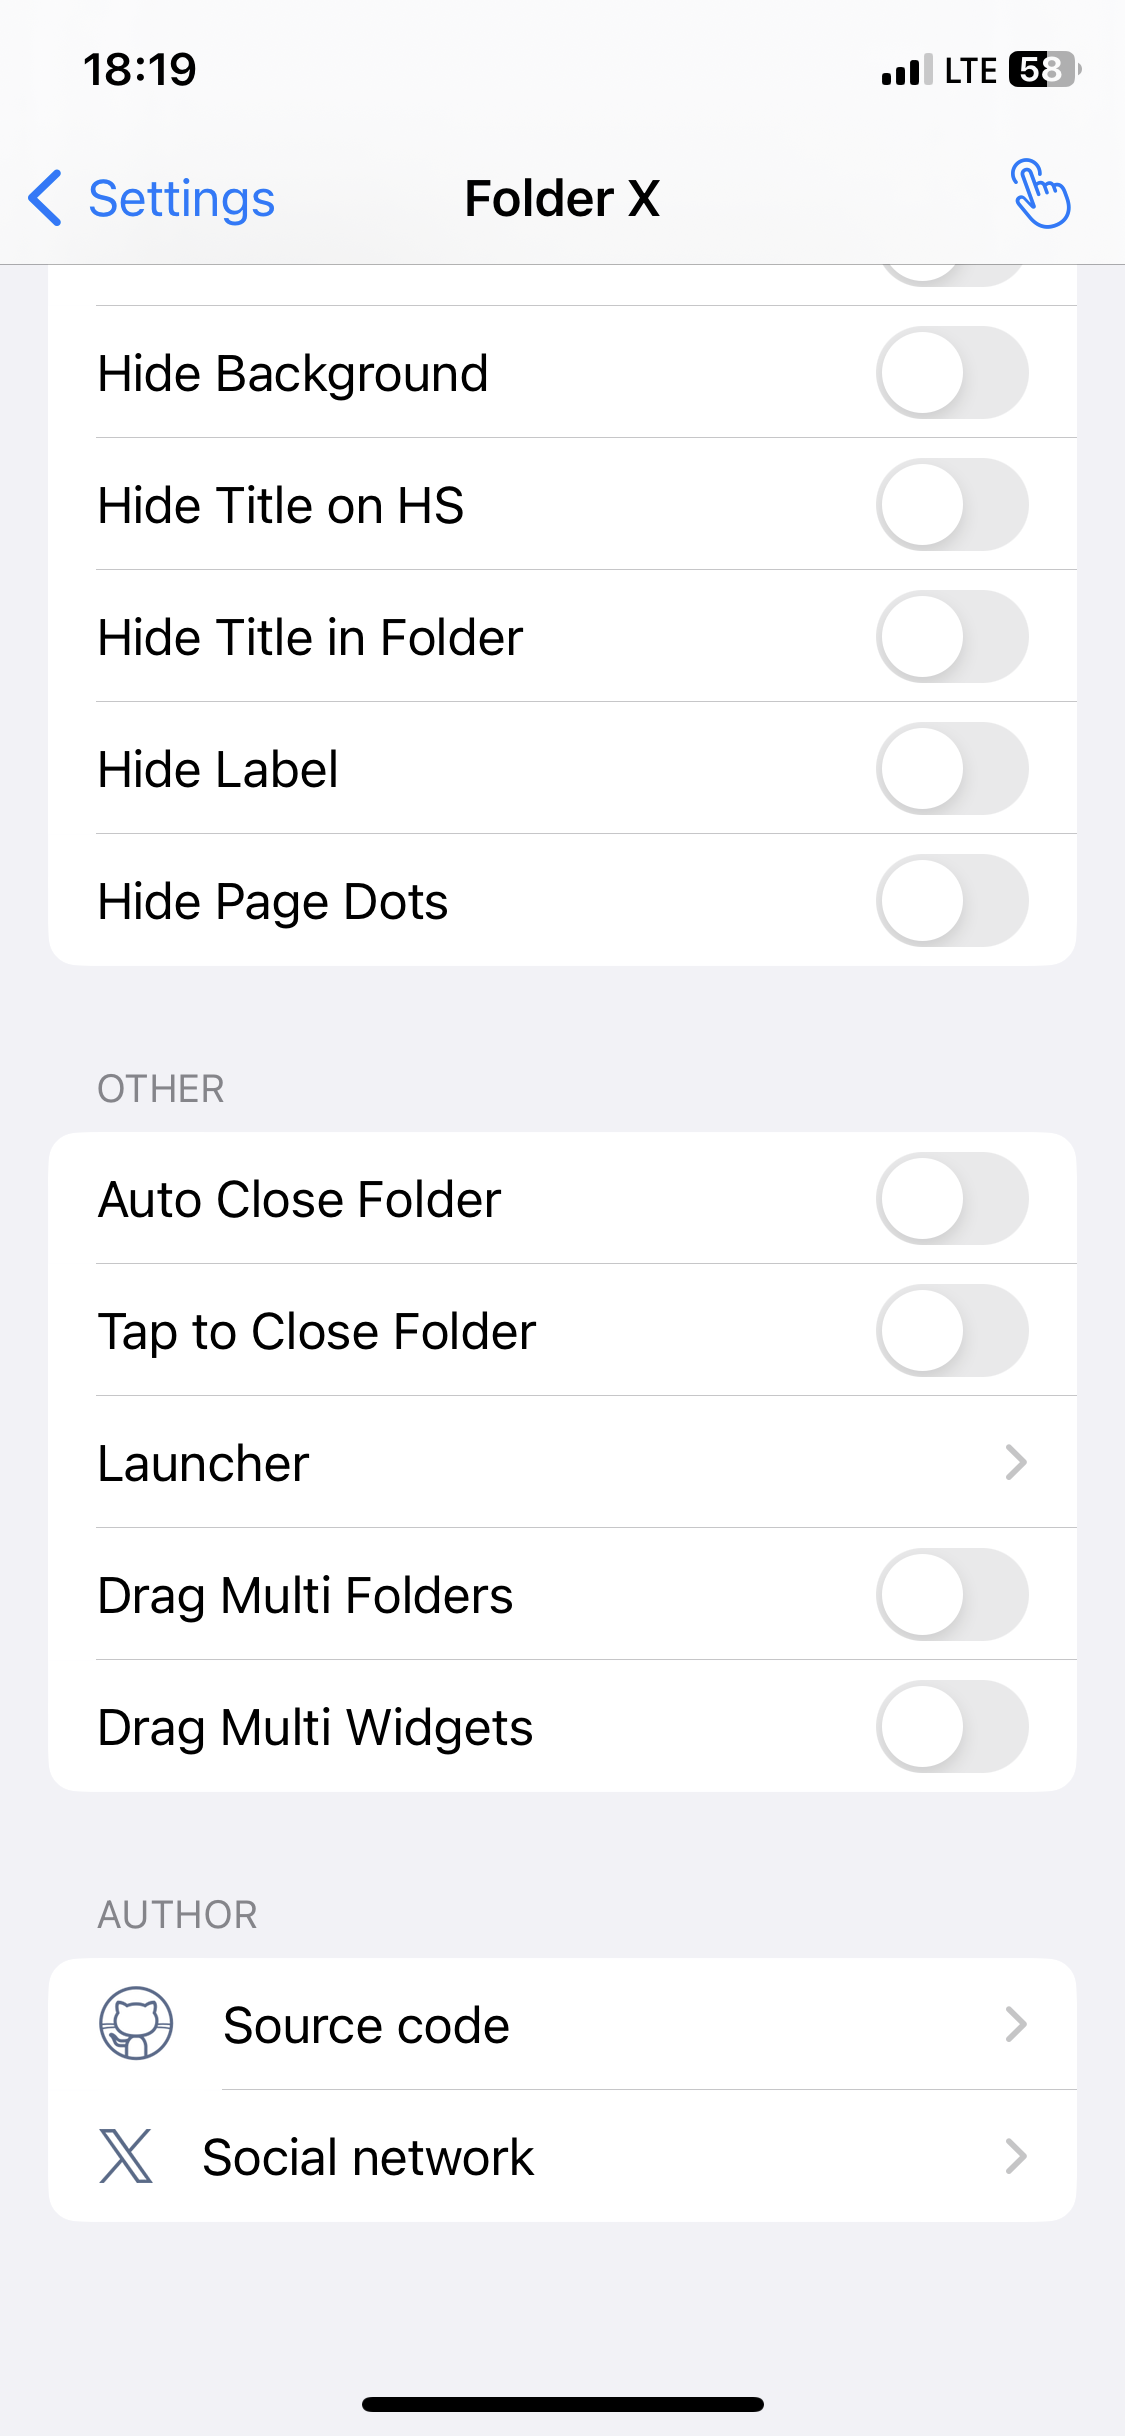 18:19
LTE 58
Settings
Folder X
Hide Background
Hide Title on HS
Hide Title in Folder
Hide Label
Hide Page Dots
OTHER
Auto Close Folder
Tap to Close Folder
Launcher
Drag Multi Folders
Drag Multi Widgets
AUTHOR
Source code
Social network